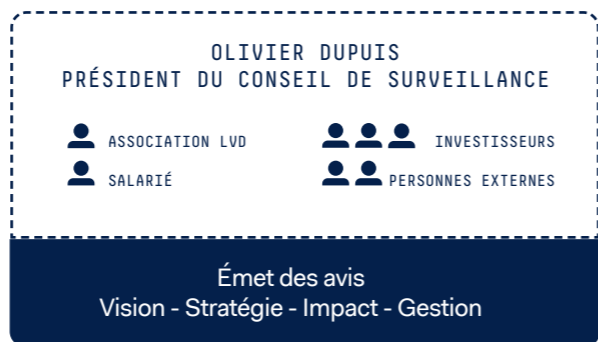 OLIVIER DUPUIS
PRÉSIDENT DU CONSEIL DE SURVEILLANCE
ASSOCIATION LVD
INVESTISSEURS
SALARIÉ
PERSONNES EXTERNES
Émet des avis
Vision - Stratégie - Impact - Gestion